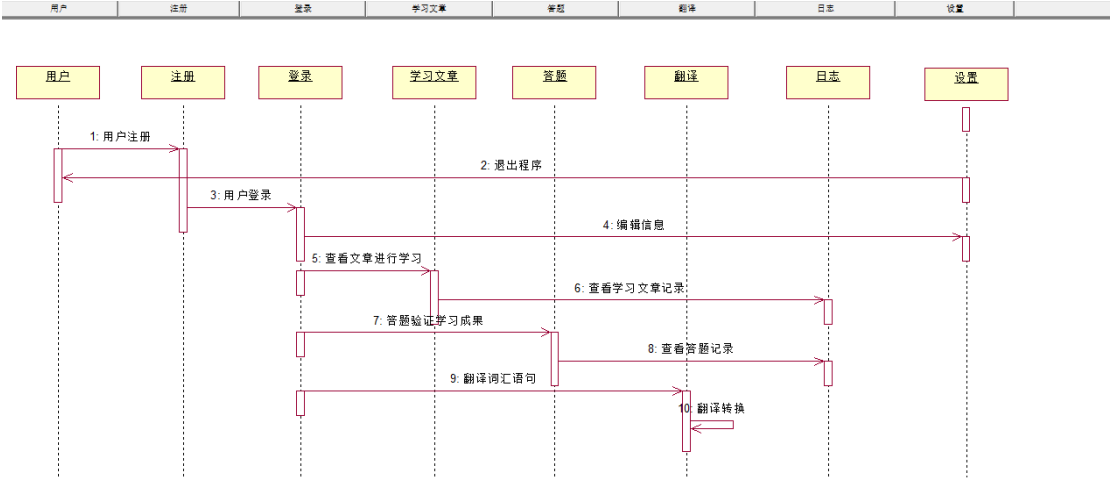 用户 注册 登录 学习文章 答题 翻译 日志 设置
用户 注册 登录 学习文章 答题 翻译 日志 设置
1: 用户注册
2: 退出程序
3: 用户登录
4: 编辑信息
5: 查看文章进行学习
6: 查看学习文章记录
7: 答题验证学习成果
8: 查看答题记录
9: 翻译词汇语句
10: 翻译转换